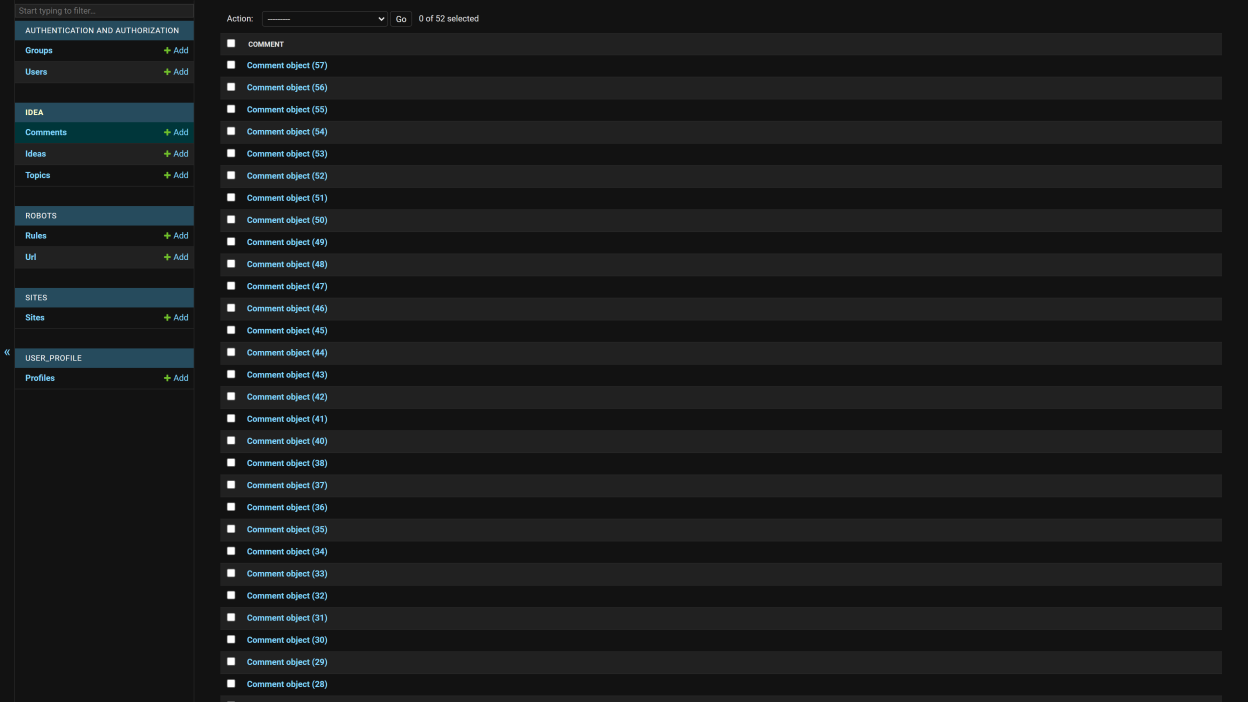 Start typing to filter...
AUTHENTICATION AND AUTHORIZATION
Groups + Add
Users + Add
IDEA
Comments + Add
Ideas + Add
Topics + Add
ROBOTS
Rules + Add
Url + Add
SITES
Sites + Add
USER_PROFILE
Profiles + Add
«
Action: --------- Go 0 of 52 selected
COMMENT
Comment object (57)
Comment object (56)
Comment object (55)
Comment object (54)
Comment object (53)
Comment object (52)
Comment object (51)
Comment object (50)
Comment object (49)
Comment object (48)
Comment object (47)
Comment object (46)
Comment object (45)
Comment object (44)
Comment object (43)
Comment object (42)
Comment object (41)
Comment object (40)
Comment object (38)
Comment object (37)
Comment object (36)
Comment object (35)
Comment object (34)
Comment object (33)
Comment object (32)
Comment object (31)
Comment object (30)
Comment object (29)
Comment object (28)